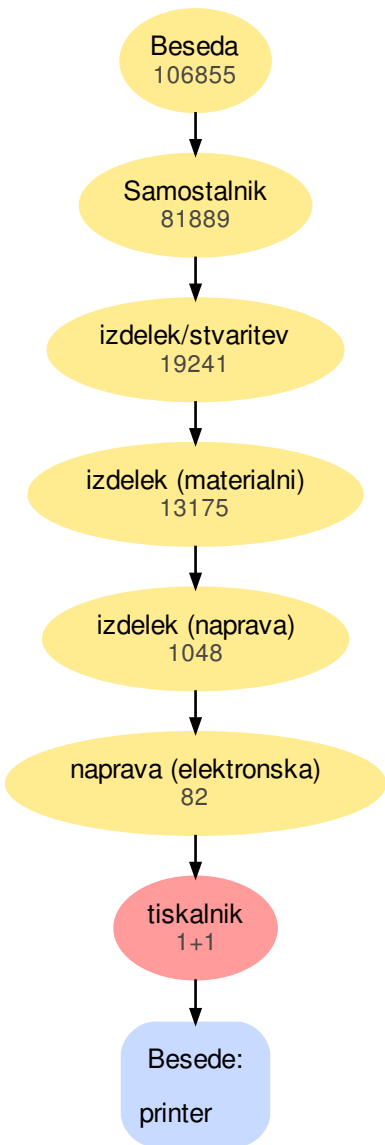 Beseda
106855
Samostalnik
81889
izdelek/stvaritev
19241
izdelek (materialni)
13175
izdelek (naprava)
1048
naprava (elektronska)
82
tiskalnik
1+1
Besede:
printer